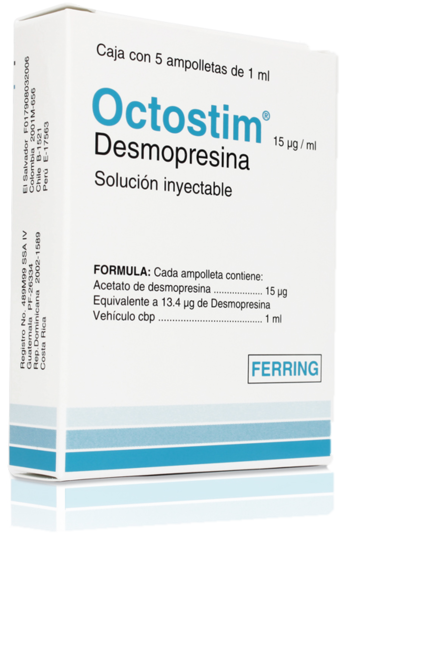 Caja con 5 ampolletas de 1 ml
Octostim®
15 µg / ml
Desmopresina
Solución inyectable
FORMULA: Cada ampolleta contiene:
Acetato de desmopresina ................... 15 µg
Equivalente a 13.4 µg de Desmopresina
Vehículo cbp ........................................ 1 ml
FERRING
El Salvador F017908032006
Colombia 2001M-656
Chile B-1521
Perú E-17563
Registro No. 489M99 SSA IV
Guatemala PF-26334
Rep.Dominicana 2002-1589
Costa Rica